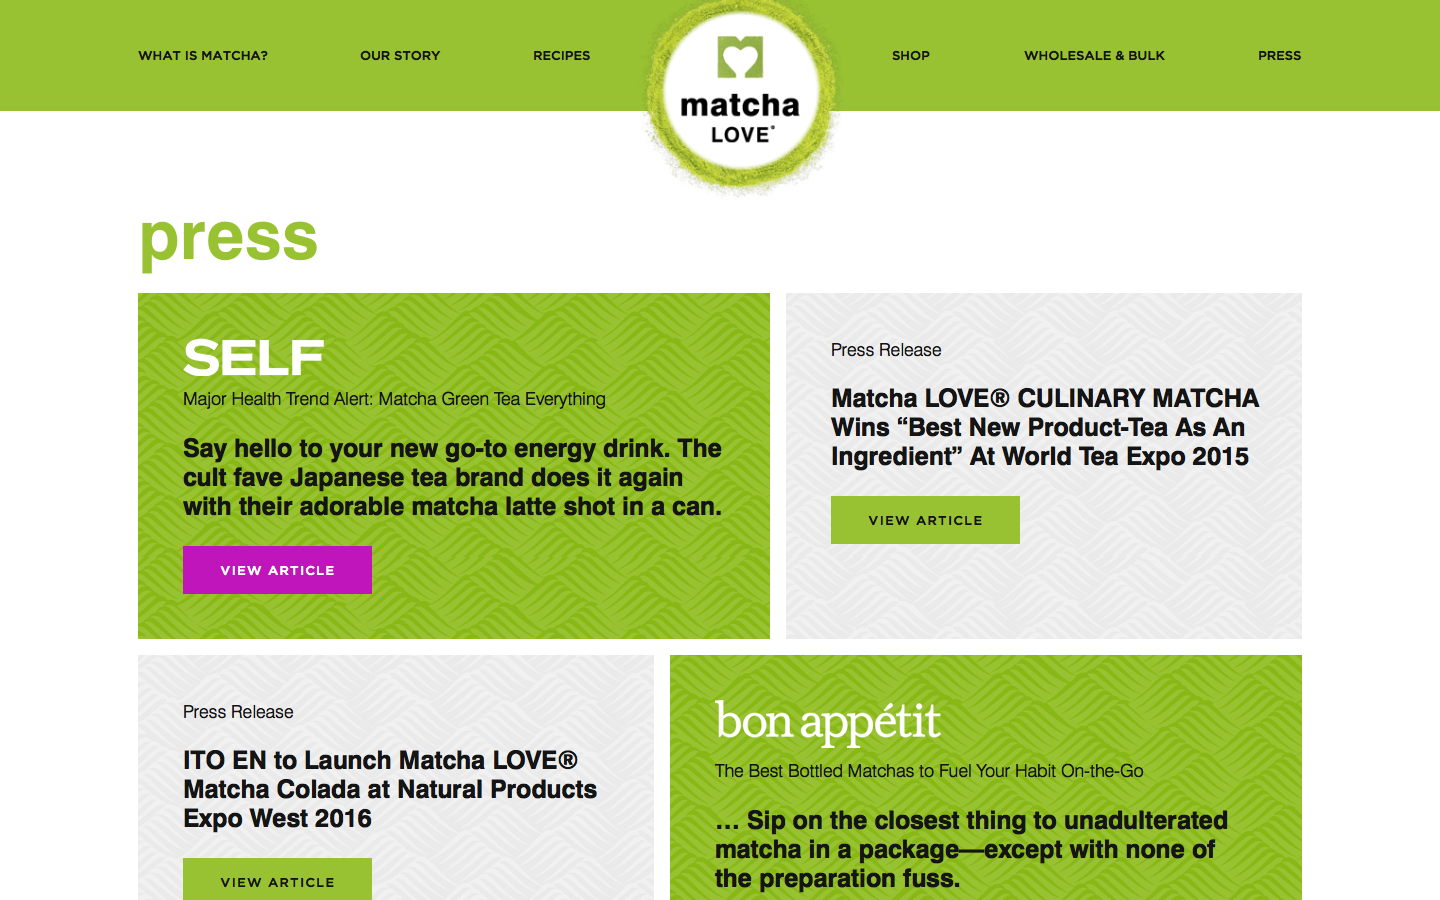 WHAT IS MATCHA?
OUR STORY
RECIPES
matcha
LOVE®
SHOP
WHOLESALE & BULK
PRESS
press
SELF
Major Health Trend Alert: Matcha Green Tea Everything
Say hello to your new go-to energy drink. The
cult fave Japanese tea brand does it again
with their adorable matcha latte shot in a can.
VIEW ARTICLE
Press Release
Matcha LOVE® CULINARY MATCHA
Wins “Best New Product-Tea As An
Ingredient” At World Tea Expo 2015
VIEW ARTICLE
Press Release
ITO EN to Launch Matcha LOVE®
Matcha Colada at Natural Products
Expo West 2016
VIEW ARTICLE
bon appétit
The Best Bottled Matchas to Fuel Your Habit On-the-Go
… Sip on the closest thing to unadulterated
matcha in a package—except with none of
the preparation fuss.